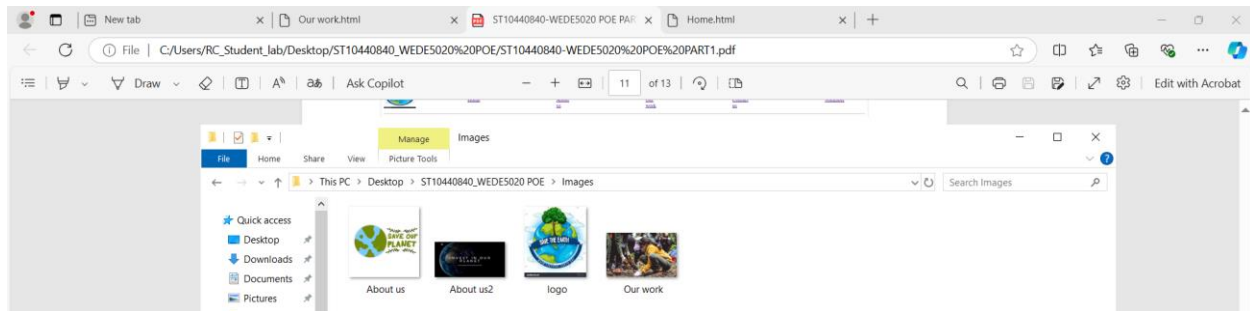 New tab Our work.html ST10440840-WEDE5020 POE PAR Home.html
File C:/Users/RC_Student_lab/Desktop/ST10440840_WEDE5020%20POE/ST10440840-WEDE5020%20POE%20PART1.pdf
Draw Ask Copilot 11 of 13 Edit with Acrobat
Manage Images
File Home Share View Picture Tools
This PC > Desktop > ST10440840_WEDE5020 POE > Images Search Images
Quick access
Desktop
Downloads
Documents
Pictures
SAVE OUR
PLANET
SAVE THE EARTH
About us About us2 logo Our work